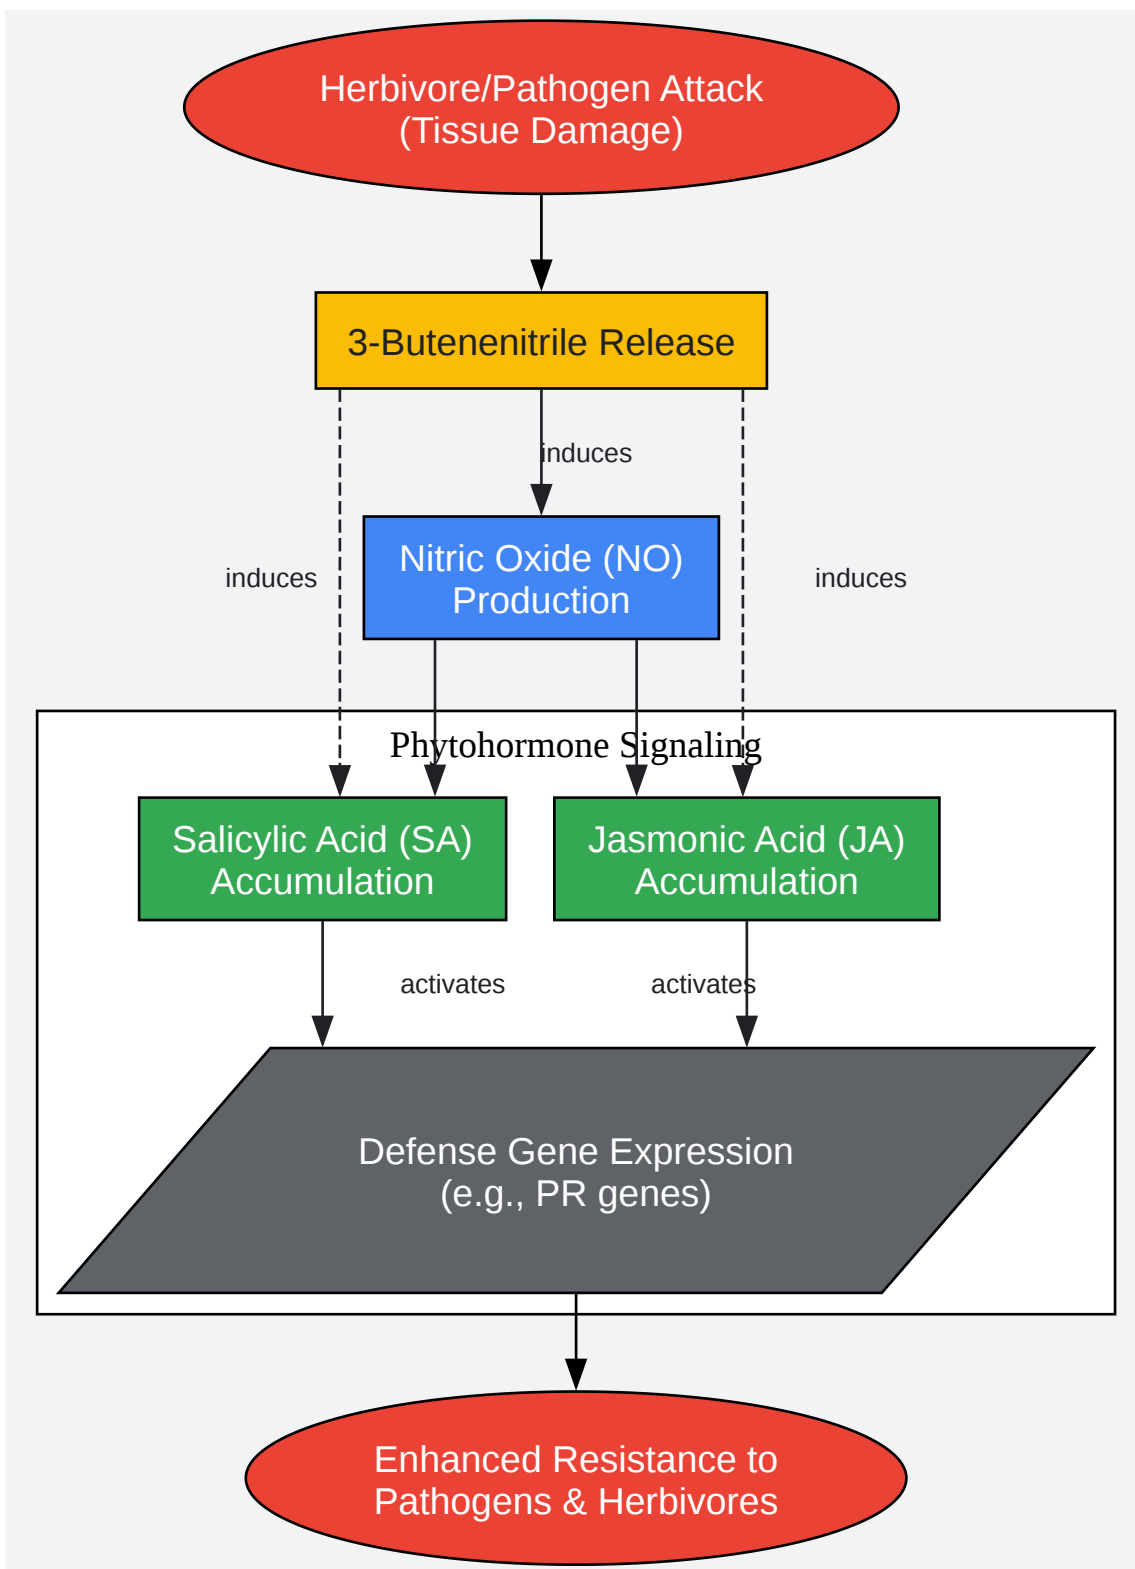 Herbivore/Pathogen Attack
(Tissue Damage)
3-Butenenitrile Release
induces
Nitric Oxide (NO)
Production
induces
induces
Phytohormone Signaling
Salicylic Acid (SA)
Accumulation
Jasmonic Acid (JA)
Accumulation
activates
activates
Defense Gene Expression
(e.g., PR genes)
Enhanced Resistance to
Pathogens & Herbivores